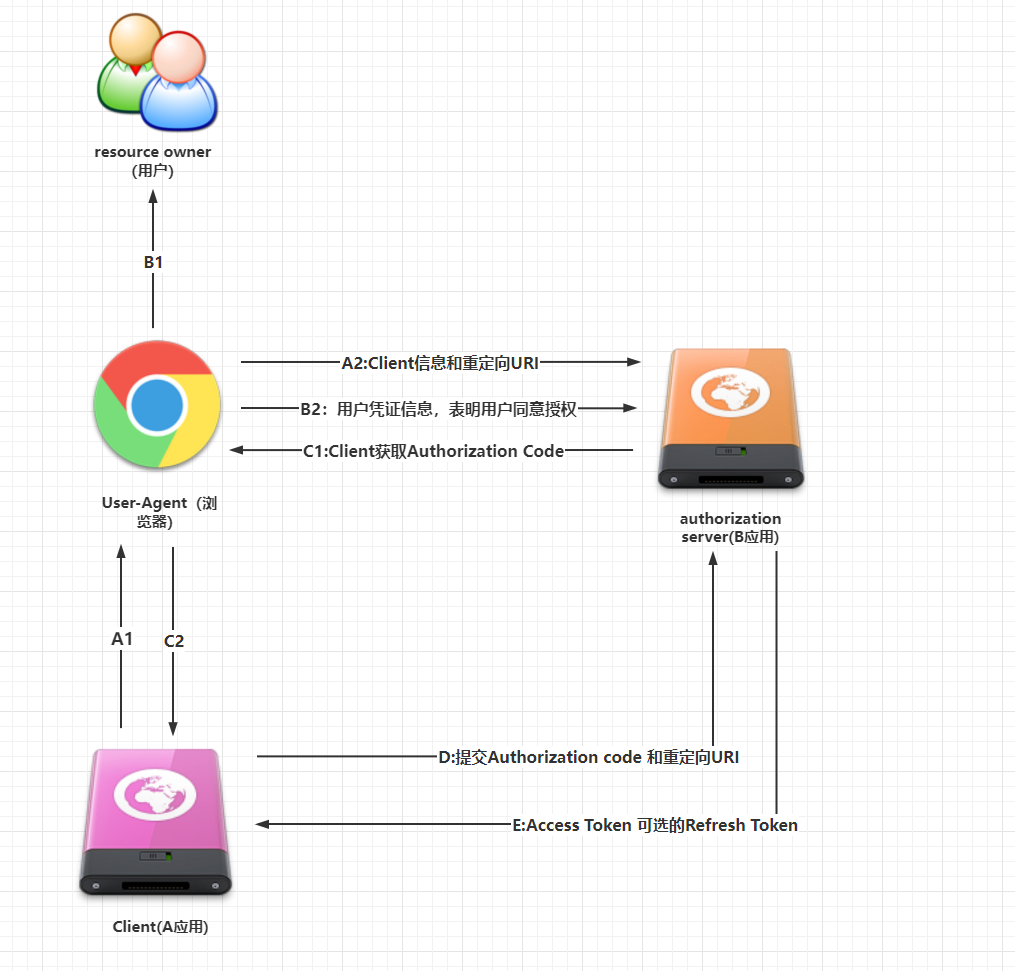 resource owner
(用户)
B1
A2:Client信息和重定向URI
B2：用户凭证信息，表明用户同意授权
C1:Client获取Authorization Code
User-Agent（浏
览器)
authorization
server(B应用)
A1
C2
D:提交Authorization code 和重定向URI
E:Access Token 可选的Refresh Token
Client(A应用)